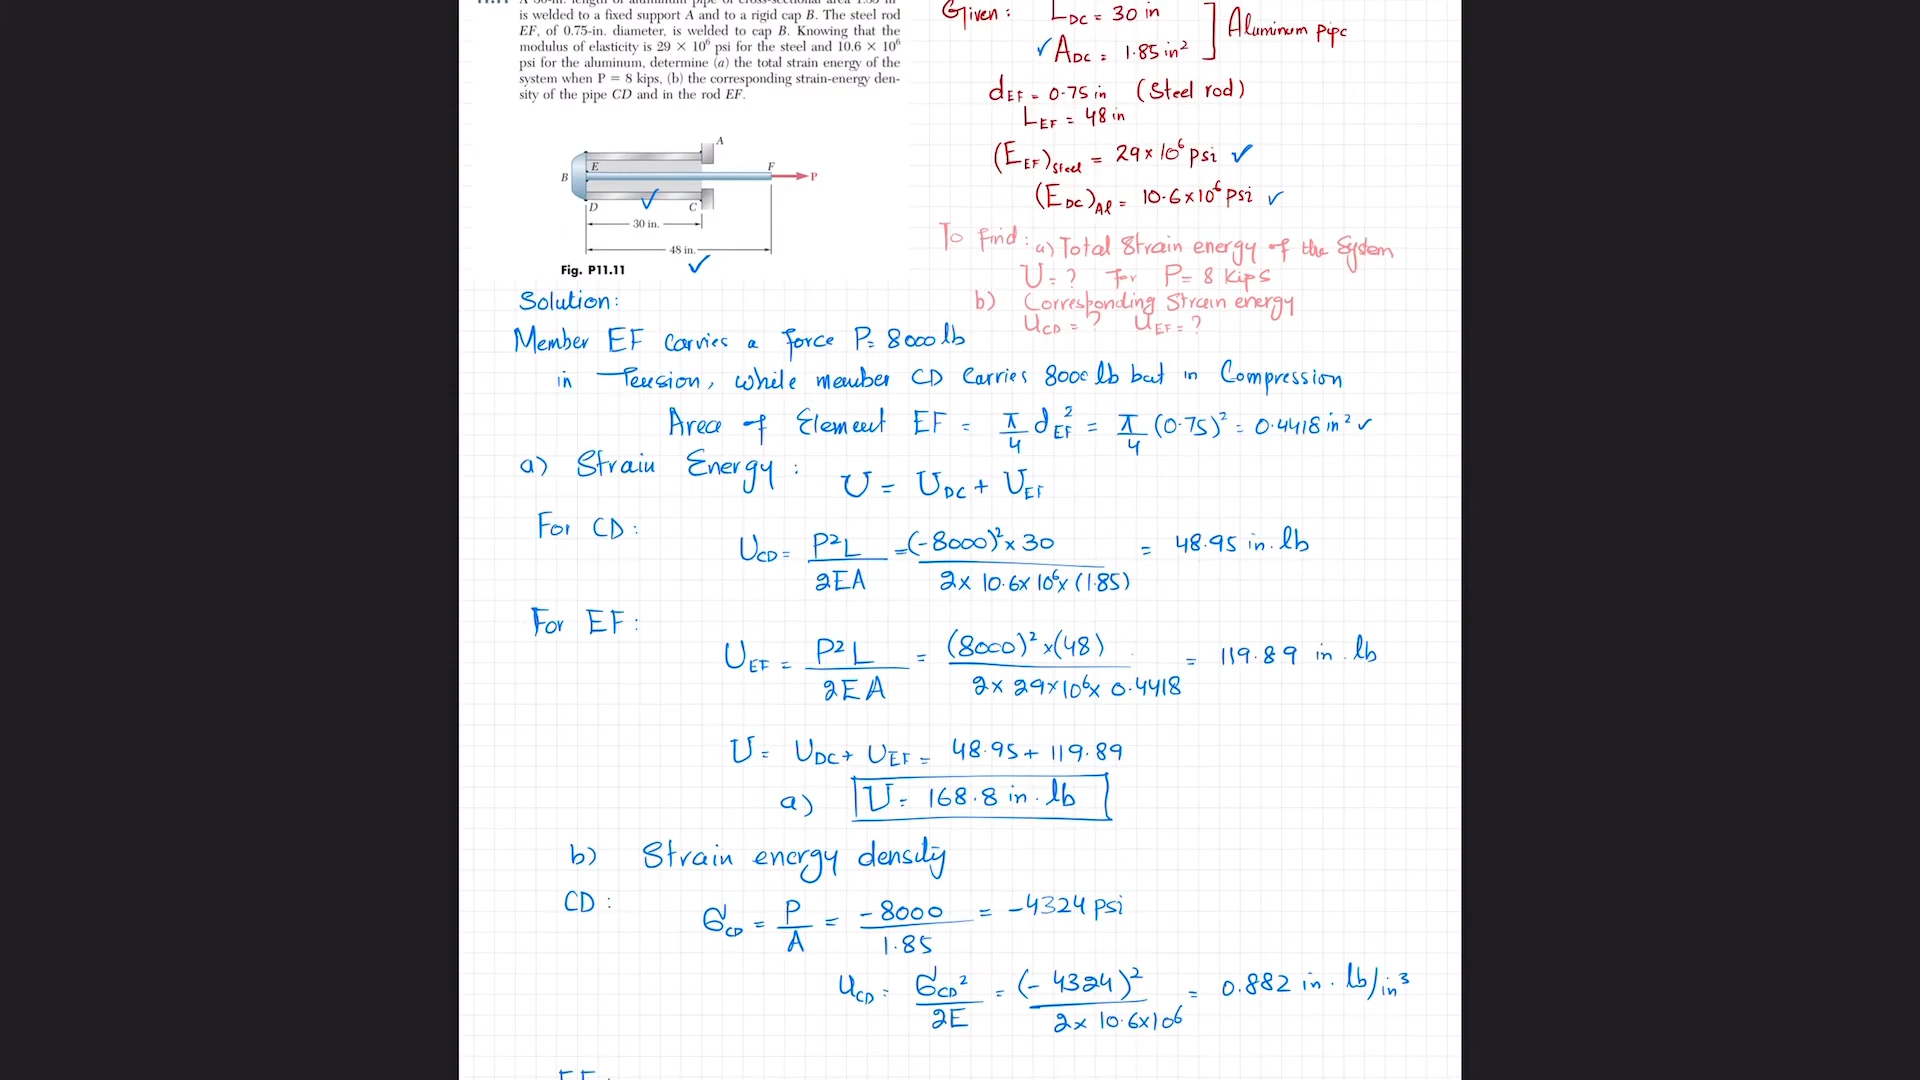 is welded to a fixed support A and to a rigid cap B. The steel rod
EF, of 0.75-in. diameter, is welded to cap B. Knowing that the
modulus of elasticity is 29 × 10⁶ psi for the steel and 10.6 × 10⁶
psi for the aluminum, determine (a) the total strain energy of the
system when P = 8 kips, (b) the corresponding strain-energy den-
sity of the pipe CD and in the rod EF.
A
E
F
B
P
D
C
30 in.
48 in.
Fig. P11.11
Given: L_DC = 30 in
✓ A_DC = 1.85 in² ] Aluminum pipe
d_EF = 0.75 in (Steel rod)
L_EF = 48 in
(E_EF)_steel = 29 × 10⁶ psi ✓
(E_DC)_Al = 10.6 × 10⁶ psi ✓
To find: a) Total Strain energy of the System
U = ? for P = 8 kips
b) Corresponding Strain energy
u_CD = ? u_EF = ?
Solution:
Member EF Carries a force P = 8000 lb
in Tension, while member CD Carries 8000 lb but in Compression
Area of Element EF = π/4 d_EF² = π/4 (0.75)² = 0.4418 in² ✓
a) Strain Energy: U = U_DC + U_EF
For CD:
U_CD = P²L / 2EA = (-8000)² × 30 / 2 × 10.6 × 10⁶ × (1.85) = 48.95 in. lb
For EF:
U_EF = P²L / 2EA = (8000)² × (48) / 2 × 29 × 10⁶ × 0.4418 = 119.89 in. lb
U = U_DC + U_EF = 48.95 + 119.89
a) U = 168.8 in. lb
b) Strain energy density
CD: σ_CD = P / A = -8000 / 1.85 = -4324 psi
u_CD = σ_CD² / 2E = (-4324)² / 2 × 10.6 × 10⁶ = 0.882 in. lb/in³